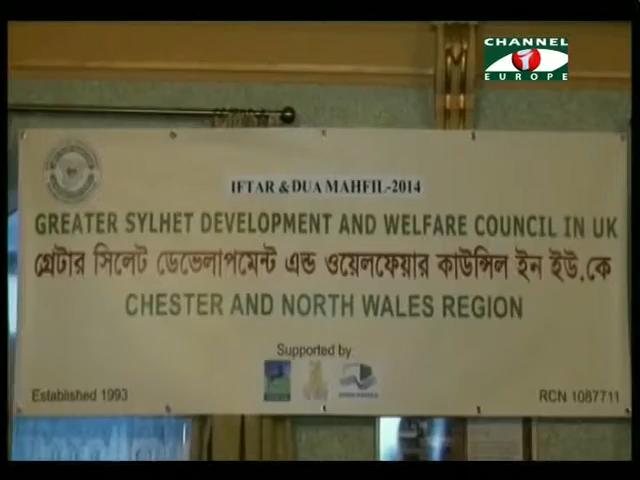 CHANNEL
i
EUROPE
IFTAR & DUA MAHFIL-2014
GREATER SYLHET DEVELOPMENT AND WELFARE COUNCIL IN UK
গ্রেটার সিলেট ডেভেলাপমেন্ট এন্ড ওয়েলফেয়ার কাউন্সিল ইন ইউ.কে
CHESTER AND NORTH WALES REGION
Supported by:
Established 1993
RCN 1087711